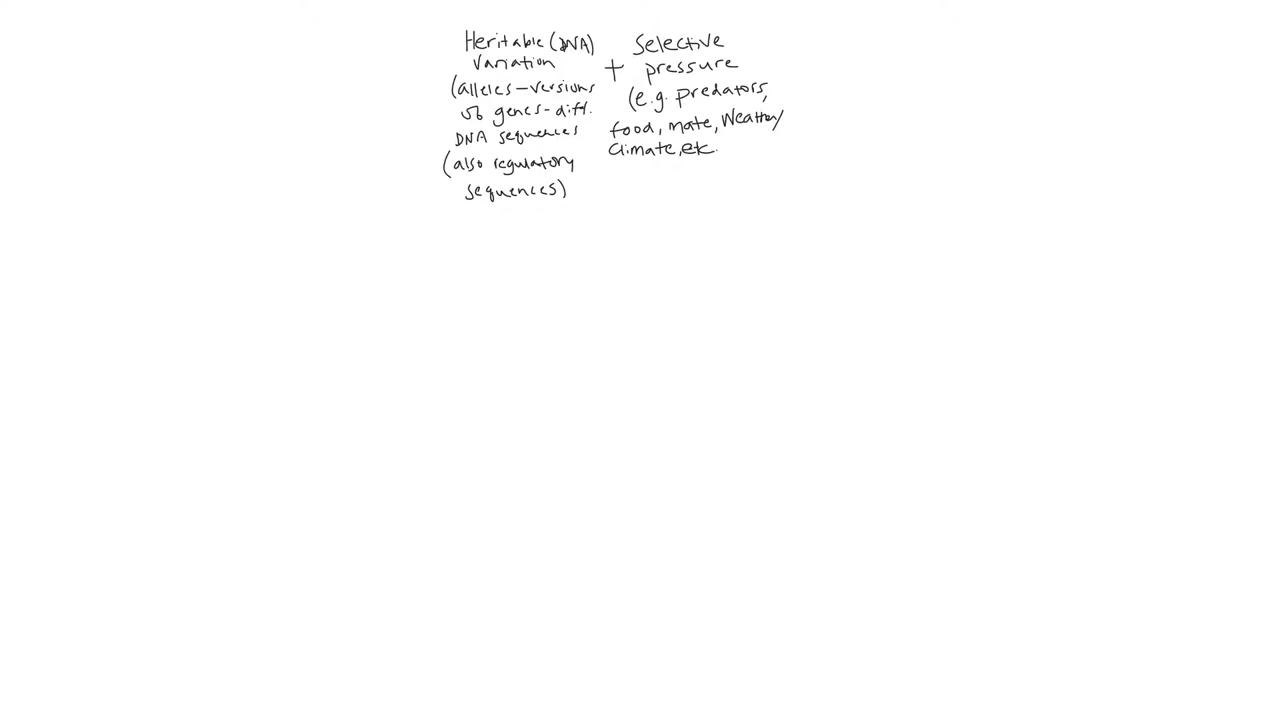 Heritable (DNA)
variation
(alleles - versions
of genes - diff.
DNA sequences
(also regulatory
sequences)
+
Selective
pressure
(e.g. predators,
food, mate, Weather/
Climate, etc.